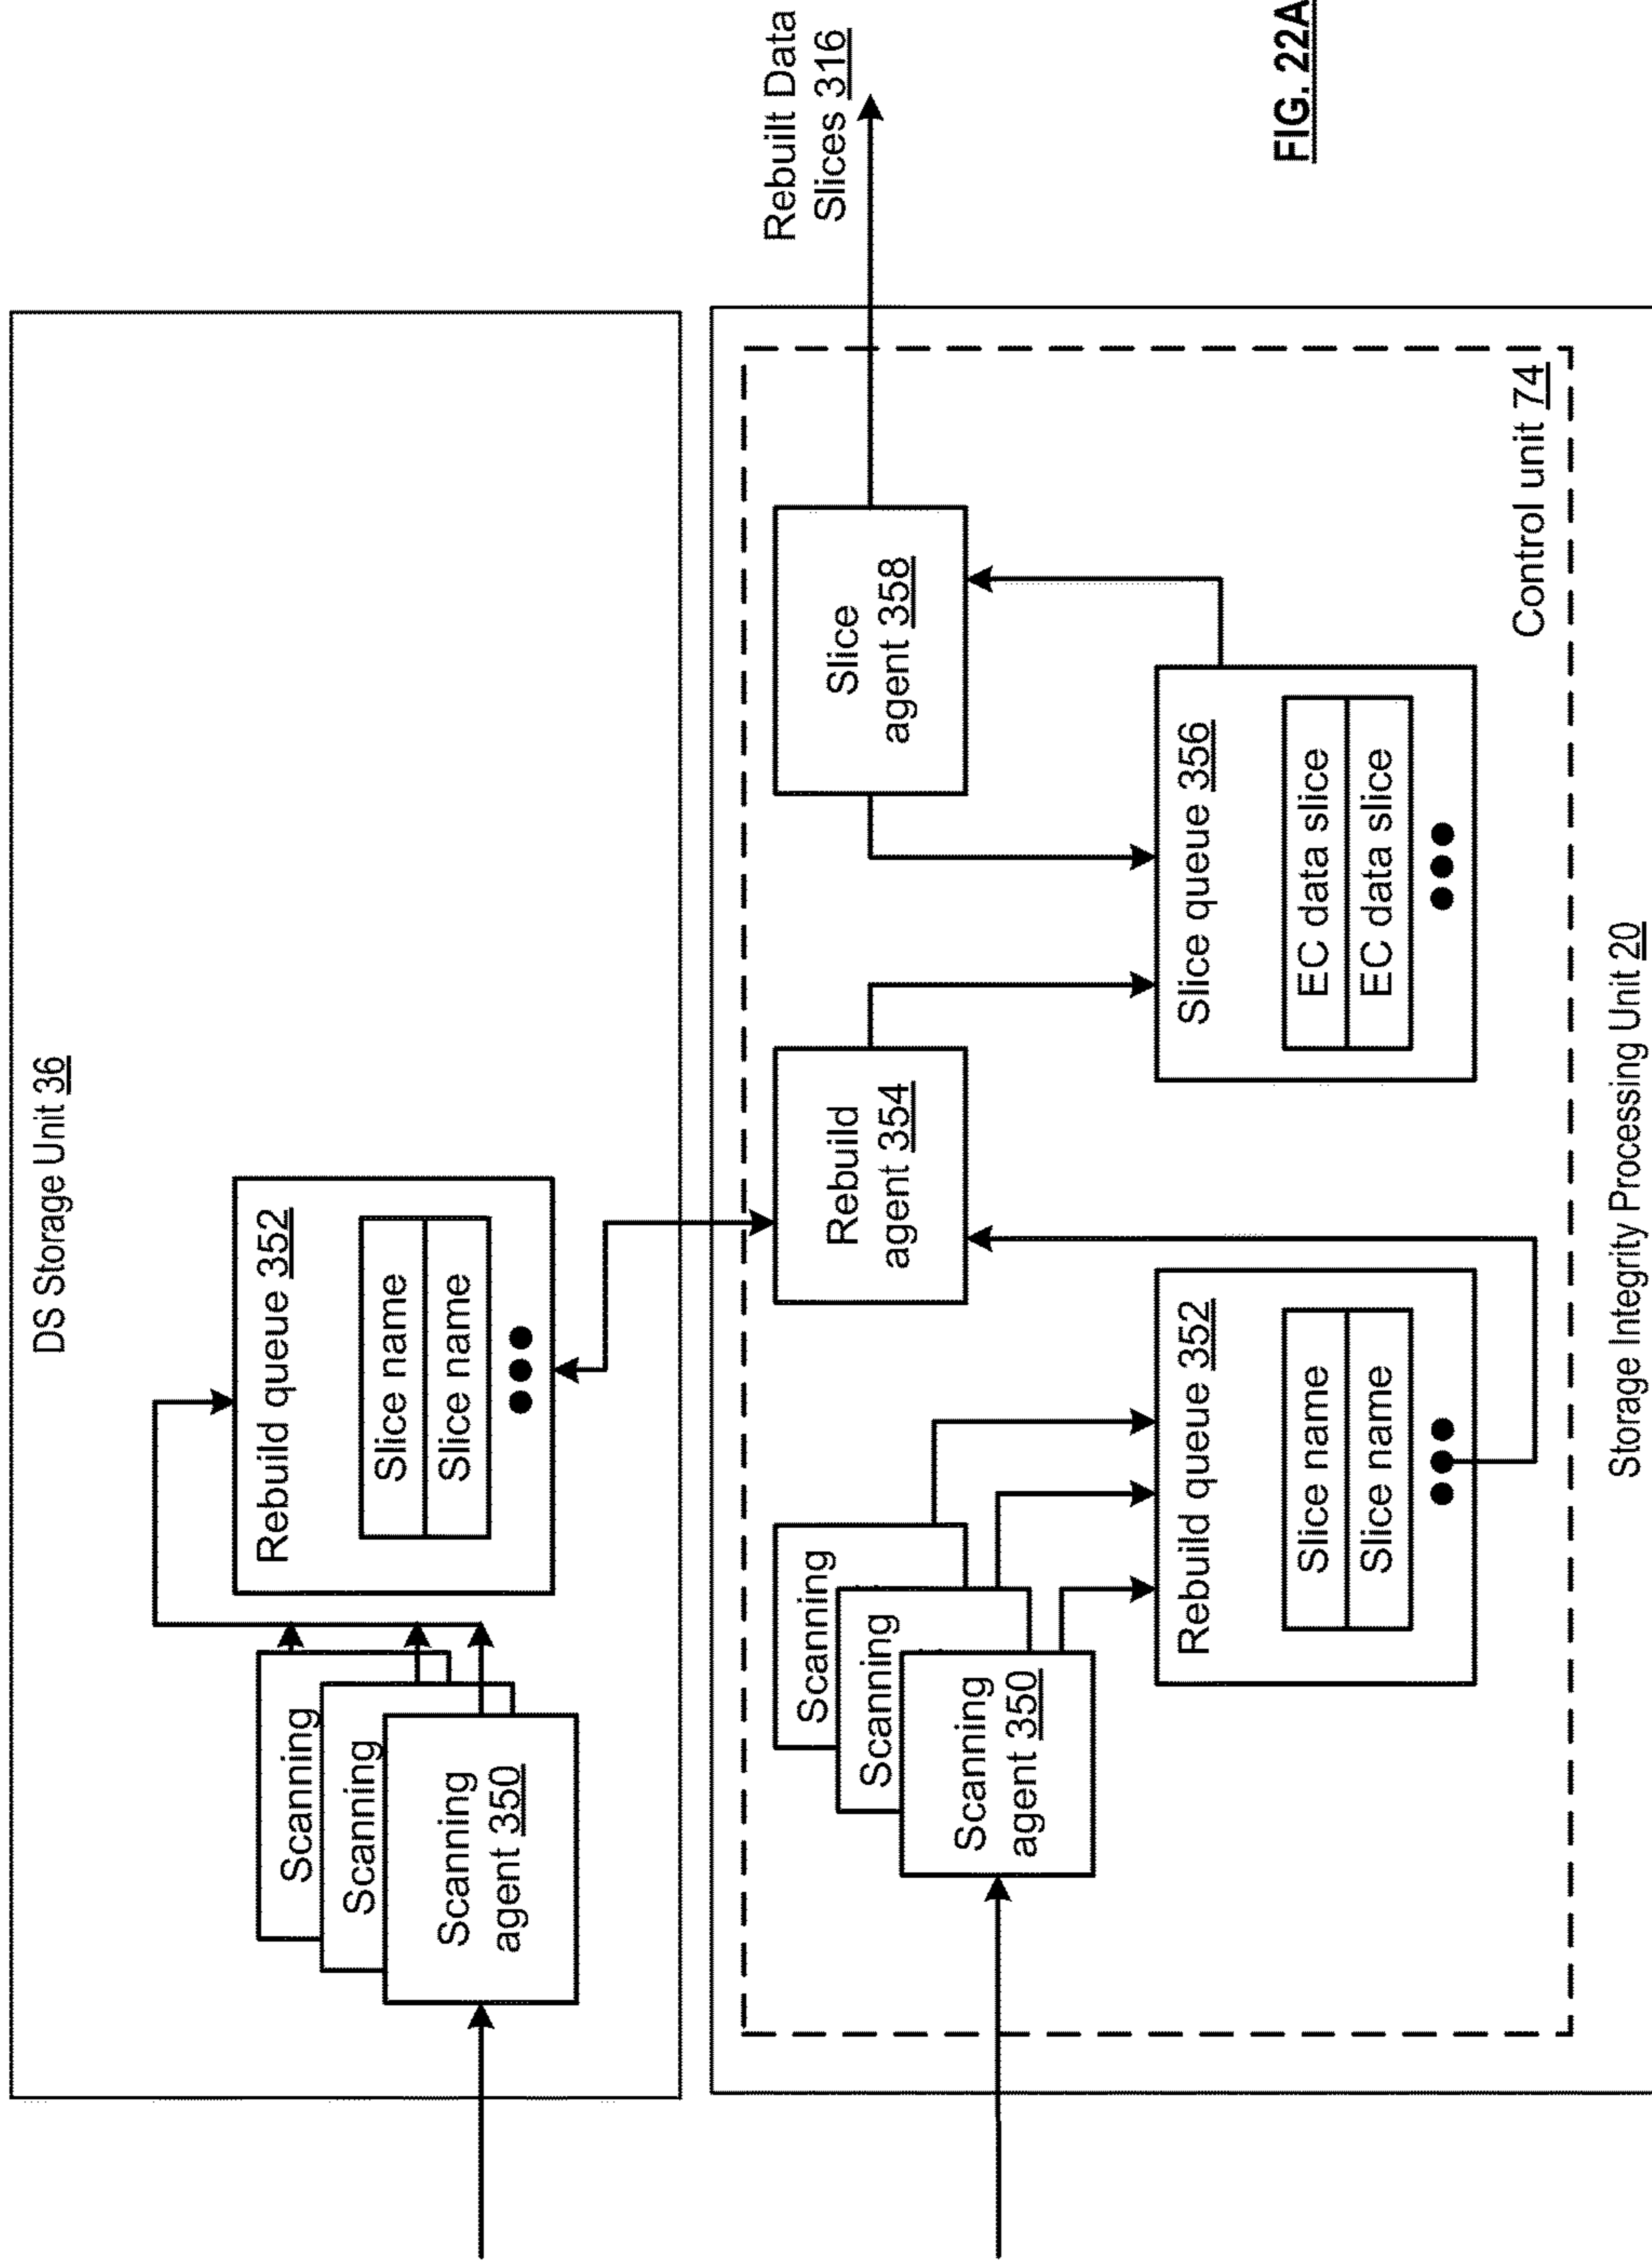 DS Storage Unit 36
Scanning
Scanning
Scanning
agent 350
Rebuild queue 352
Slice name
Slice name
Scanning
Scanning
Scanning
agent 350
Rebuild queue 352
Slice name
Slice name
Rebuild
agent 354
Slice queue 356
EC data slice
EC data slice
Slice
agent 358
Control unit 74
Storage Integrity Processing Unit 20
Rebuilt Data
Slices 316
FIG. 22A